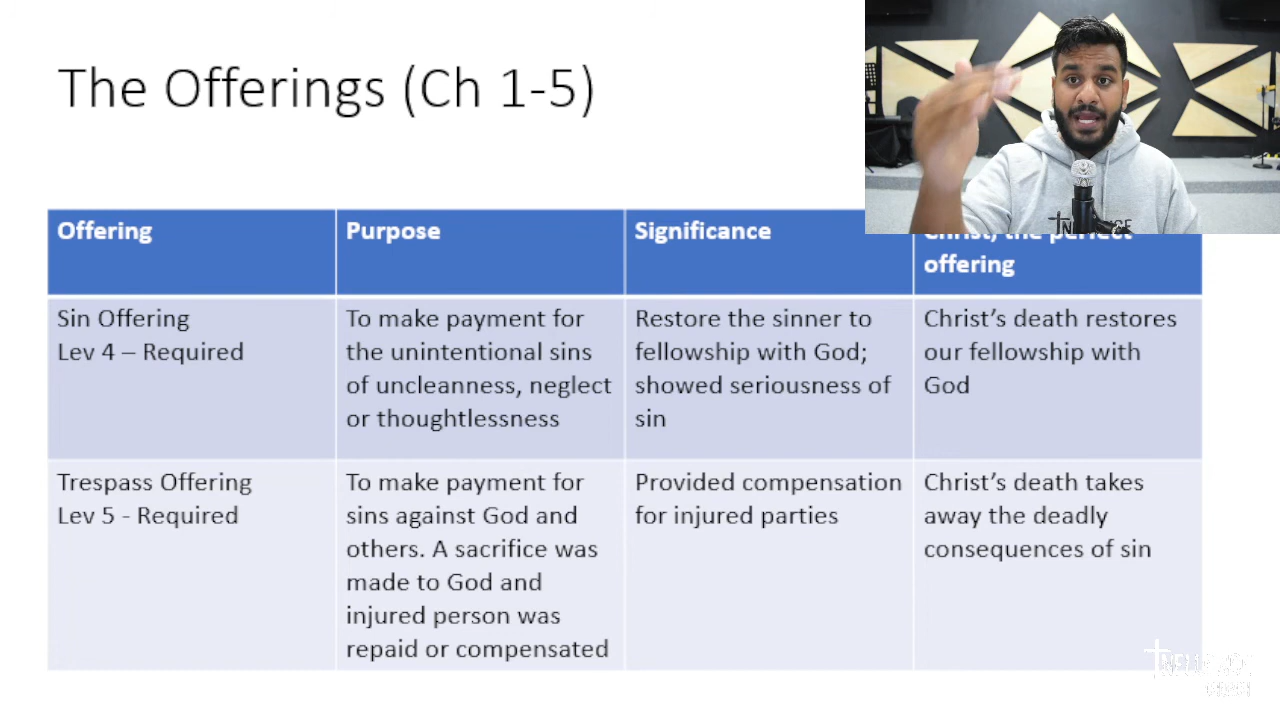 The Offerings (Ch 1-5)
Offering
Purpose
Significance
Christ, the perfect
offering
Sin Offering
Lev 4 – Required
To make payment for
the unintentional sins
of uncleanness, neglect
or thoughtlessness
Restore the sinner to
fellowship with God;
showed seriousness of
sin
Christ’s death restores
our fellowship with
God
Trespass Offering
Lev 5 - Required
To make payment for
sins against God and
others. A sacrifice was
made to God and
injured person was
repaid or compensated
Provided compensation
for injured parties
Christ’s death takes
away the deadly
consequences of sin